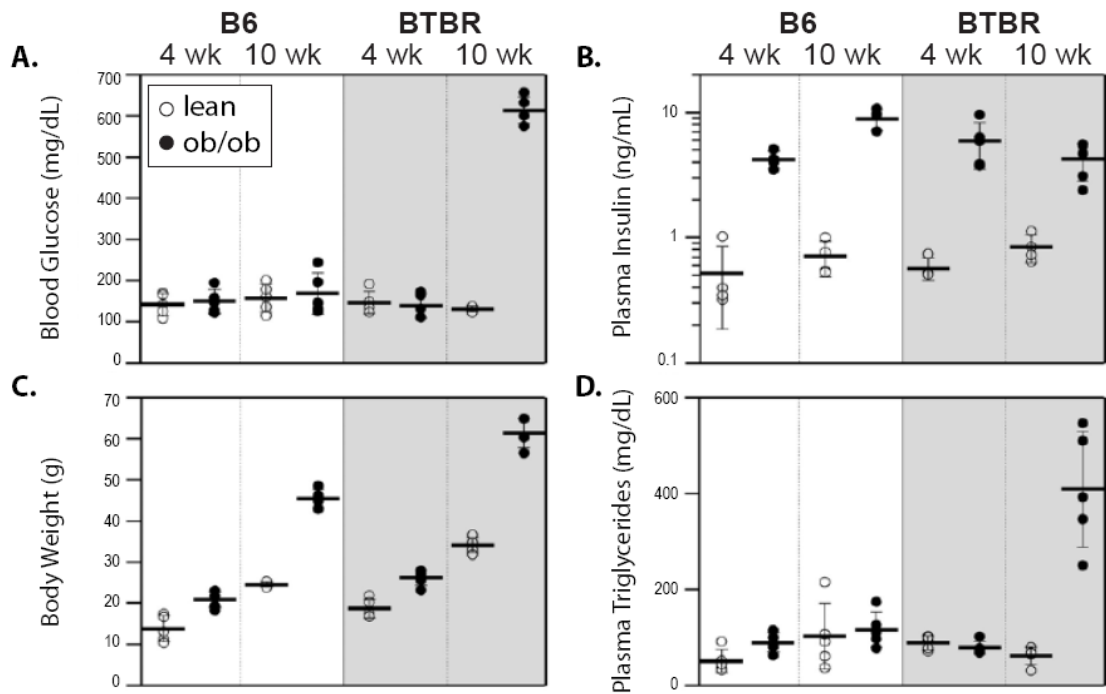 B6 BTBR B6 BTBR
A. 4 wk 10 wk 4 wk 10 wk B. 4 wk 10 wk 4 wk 10 wk
Blood Glucose (mg/dL)
700
600
500
400
300
200
100
0
lean
ob/ob
Plasma Insulin (ng/mL)
10
1
0.1
C.
Body Weight (g)
70
60
50
40
30
20
10
0
D.
Plasma Triglycerides (mg/dL)
600
400
200
0